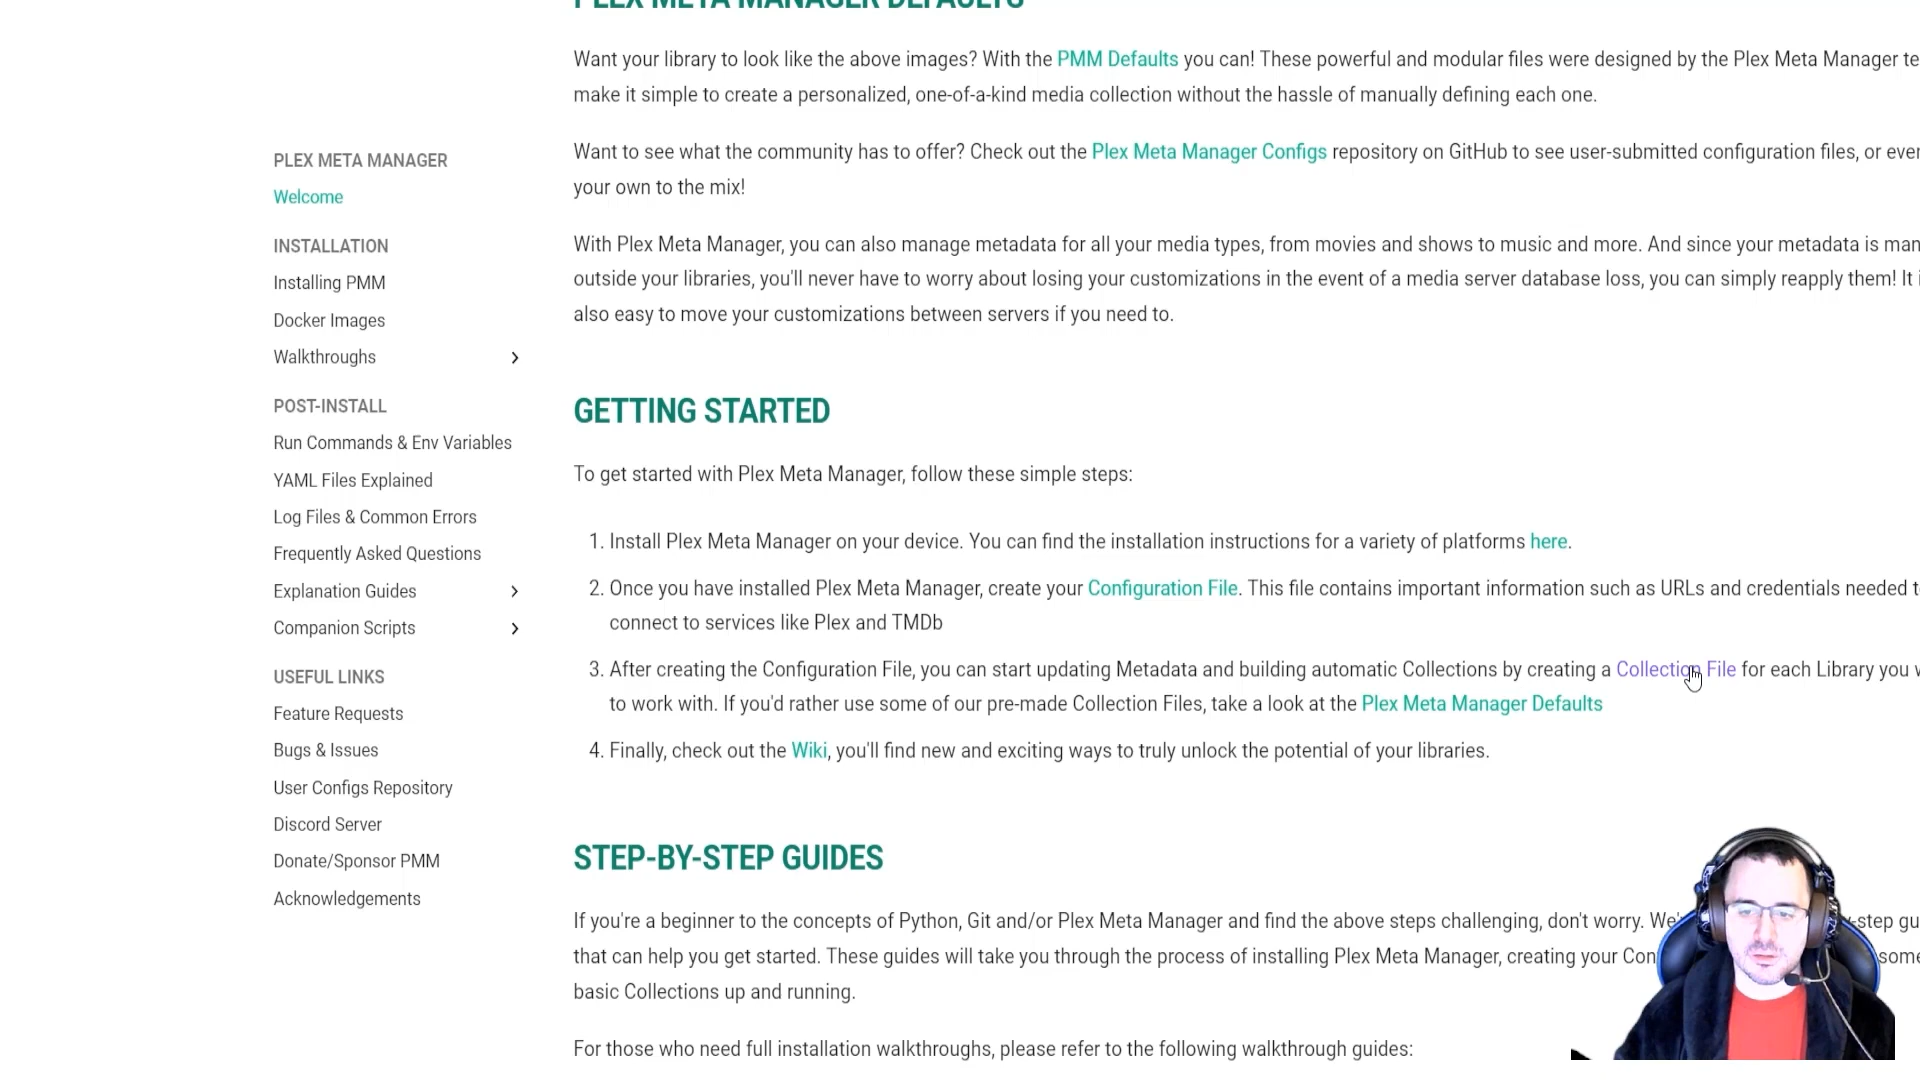 PLEX META MANAGER DEFAULTS
Want your library to look like the above images? With the PMM Defaults you can! These powerful and modular files were designed by the Plex Meta Manager
make it simple to create a personalized, one-of-a-kind media collection without the hassle of manually defining each one.
Want to see what the community has to offer? Check out the Plex Meta Manager Configs repository on GitHub to see user-submitted configuration files, or
your own to the mix!
With Plex Meta Manager, you can also manage metadata for all your media types, from movies and shows to music and more. And since your metadata is
outside your libraries, you'll never have to worry about losing your customizations in the event of a media server database loss, you can simply reapply them! It
also easy to move your customizations between servers if you need to.
PLEX META MANAGER
Welcome
INSTALLATION
Installing PMM
Docker Images
Walkthroughs
POST-INSTALL
Run Commands & Env Variables
YAML Files Explained
Log Files & Common Errors
Frequently Asked Questions
Explanation Guides
Companion Scripts
USEFUL LINKS
Feature Requests
Bugs & Issues
User Configs Repository
Discord Server
Donate/Sponsor PMM
Acknowledgements
GETTING STARTED
To get started with Plex Meta Manager, follow these simple steps:
1. Install Plex Meta Manager on your device. You can find the installation instructions for a variety of platforms here.
2. Once you have installed Plex Meta Manager, create your Configuration File. This file contains important information such as URLs and credentials needed
connect to services like Plex and TMDb
3. After creating the Configuration File, you can start updating Metadata and building automatic Collections by creating a Collection File for each Library you
to work with. If you'd rather use some of our pre-made Collection Files, take a look at the Plex Meta Manager Defaults
4. Finally, check out the Wiki, you'll find new and exciting ways to truly unlock the potential of your libraries.
STEP-BY-STEP GUIDES
If you're a beginner to the concepts of Python, Git and/or Plex Meta Manager and find the above steps challenging, don't worry.
that can help you get started. These guides will take you through the process of installing Plex Meta Manager, creating your
basic Collections up and running.
For those who need full installation walkthroughs, please refer to the following walkthrough guides: